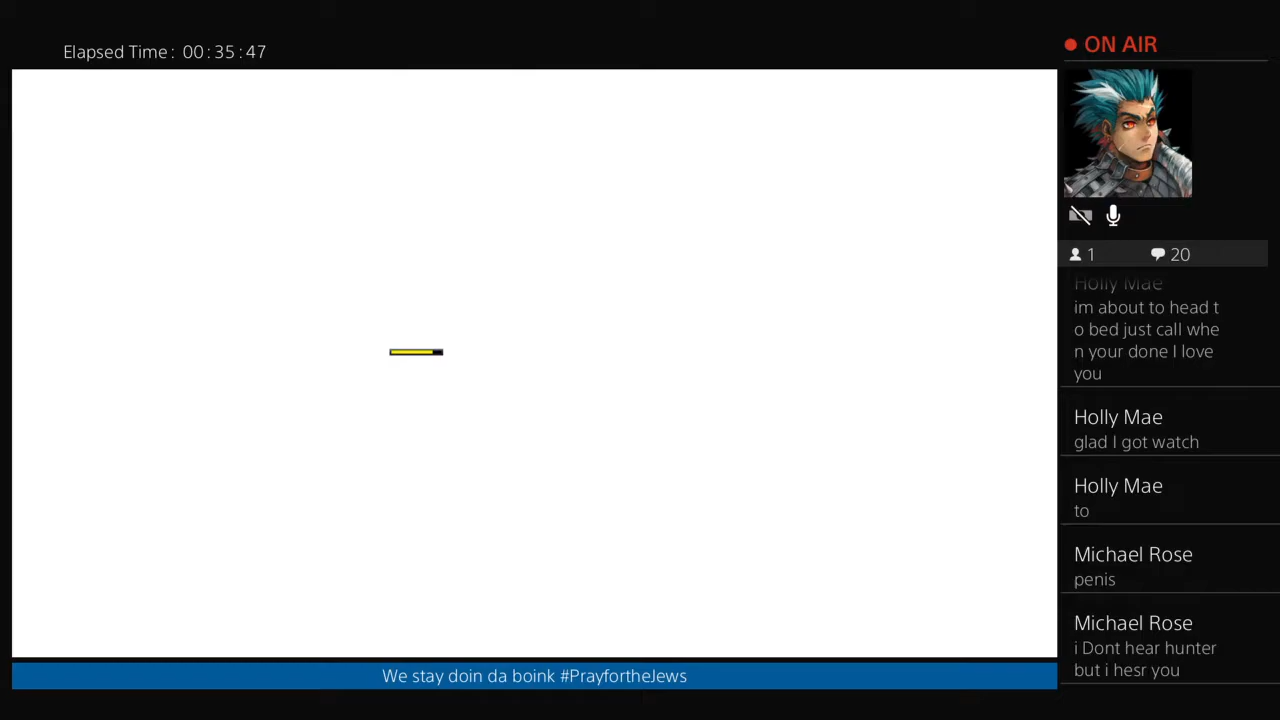 Elapsed Time: 00:35:47
ON AIR
1 20
Holly Mae
im about to head t
o bed just call whe
n your done I love
you
Holly Mae
glad I got watch
Holly Mae
to
Michael Rose
penis
Michael Rose
i Dont hear hunter
but i hesr you
We stay doin da boink #PrayfortheJews